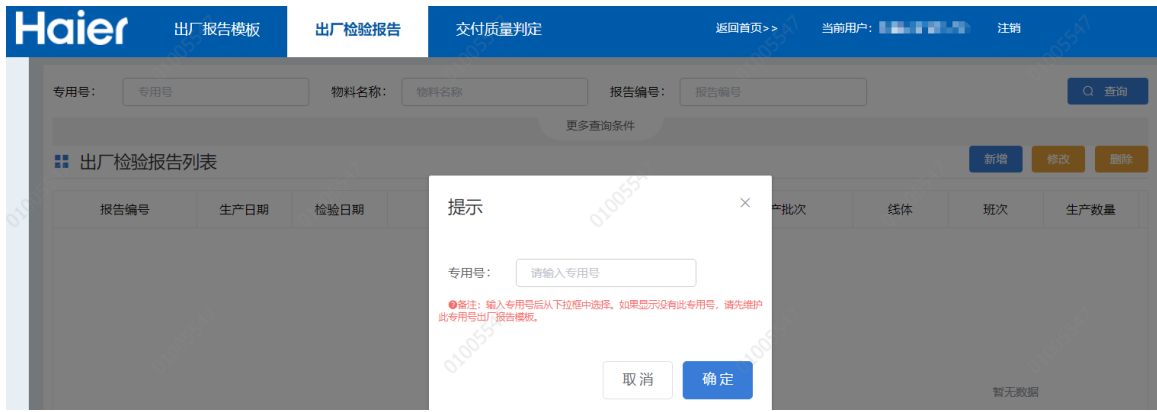 Haier 出厂报告模板 出厂检验报告 交付质量判定 返回首页>> 当前用户： 注销
专用号： 专用号 物料名称： 物料名称 报告编号： 报告编号 查询
更多查询条件
出厂检验报告列表 新增 修改 删除
报告编号 生产日期 检验日期 产批次 线体 班次 生产数量
提示
专用号： 请输入专用号
备注：输入专用号后从下拉框中选择。如果显示没有此专用号，请先维护
此专用号出厂报告模板。
取消 确定
暂无数据
01005547